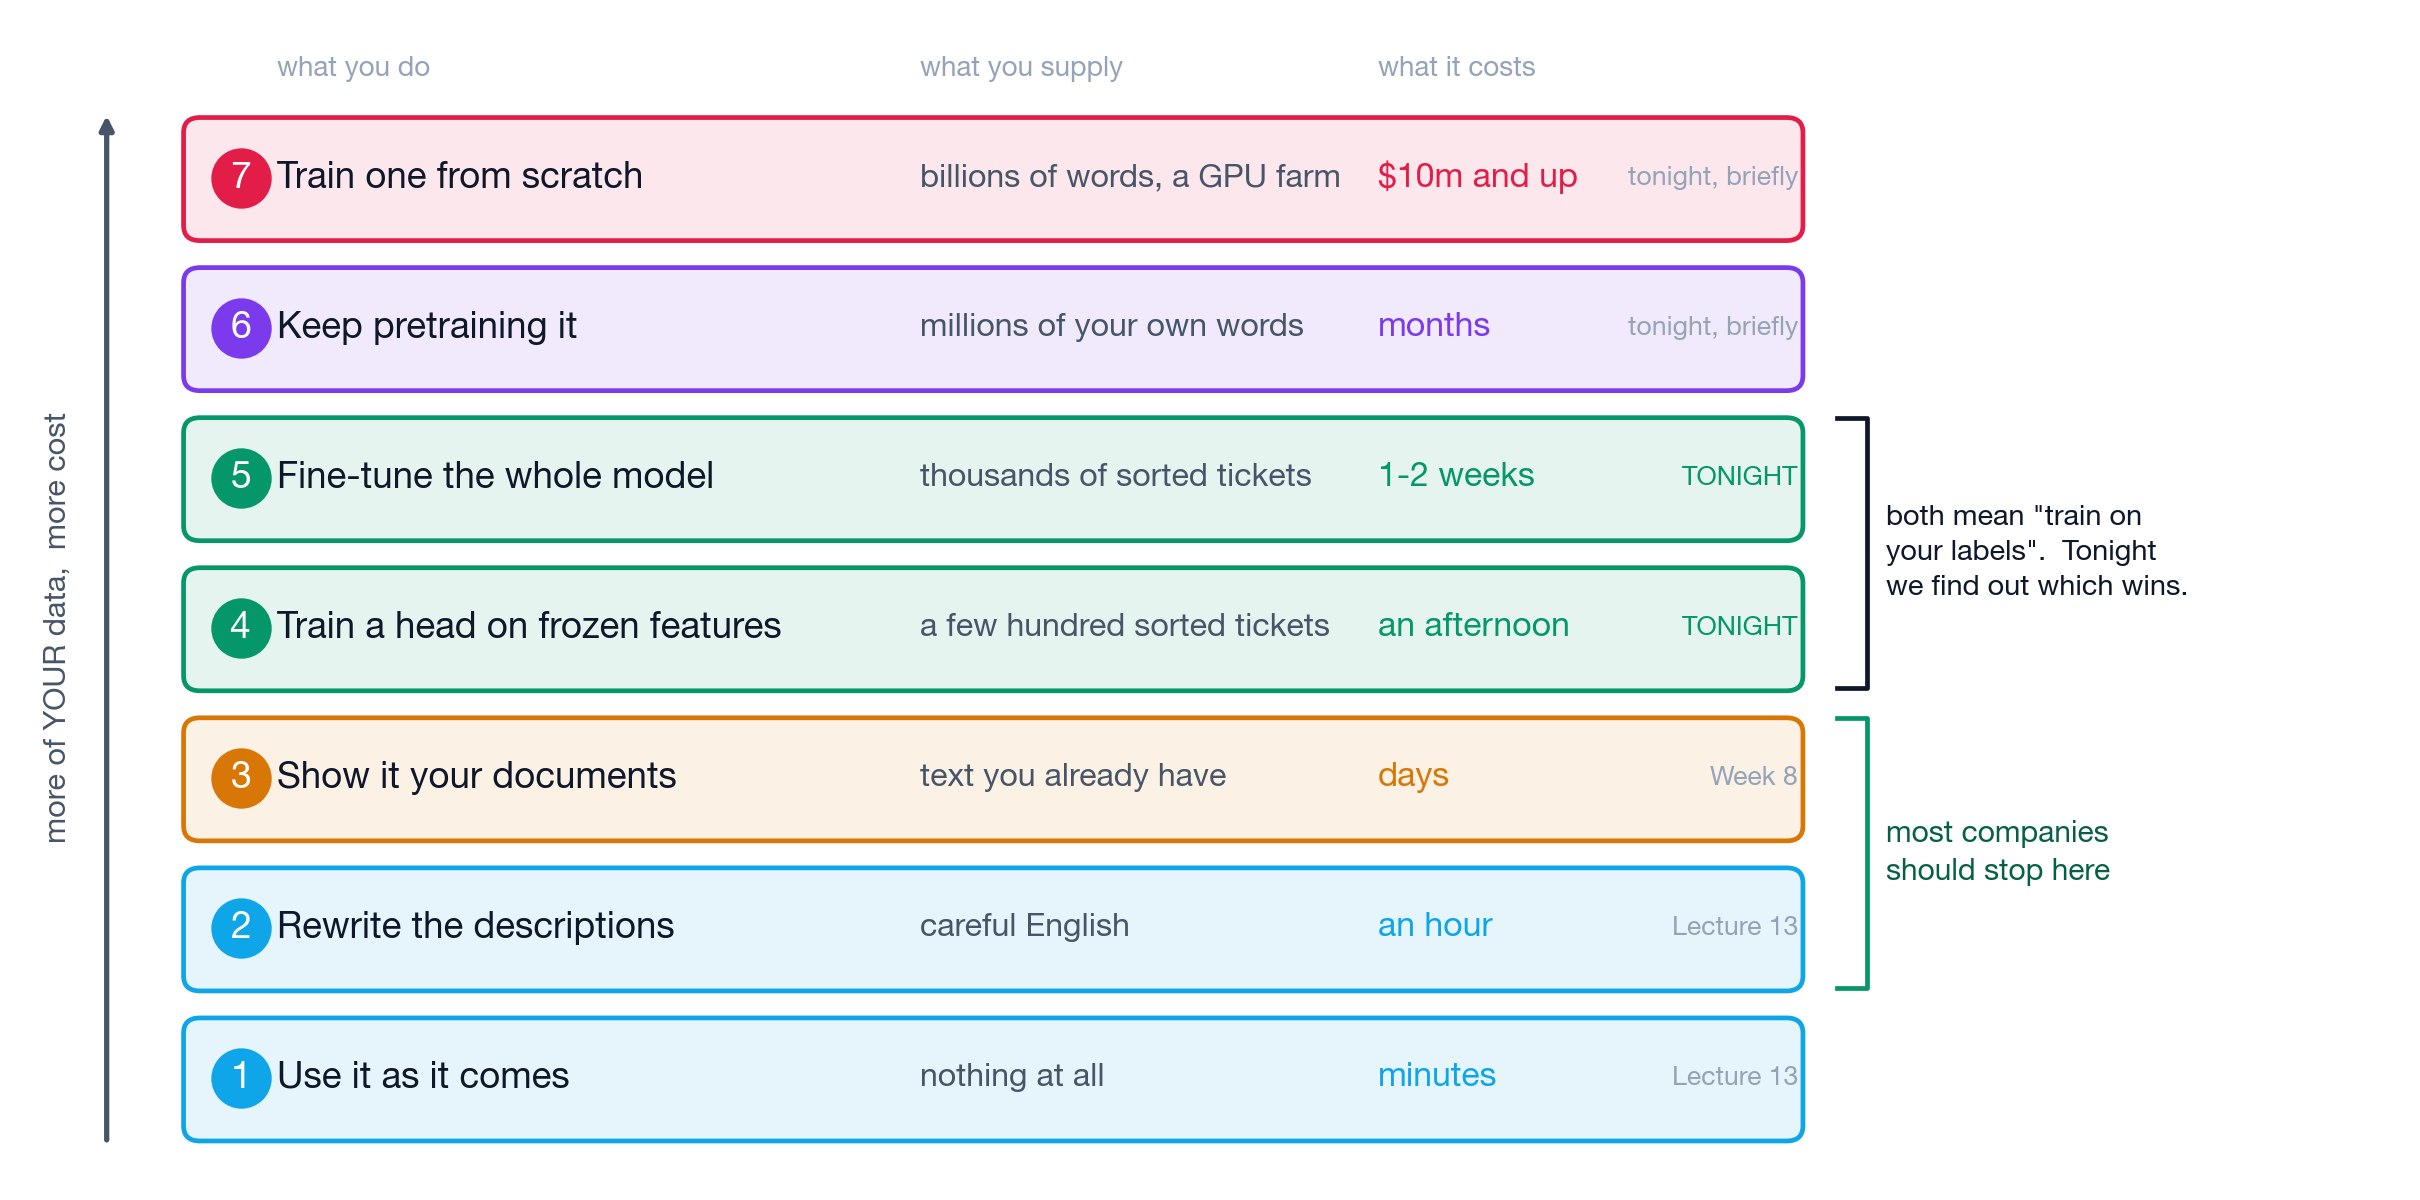 what you do what you supply what it costs
7 Train one from scratch billions of words, a GPU farm $10m and up tonight, briefly
6 Keep pretraining it millions of your own words months tonight, briefly
5 Fine-tune the whole model thousands of sorted tickets 1-2 weeks TONIGHT
4 Train a head on frozen features a few hundred sorted tickets an afternoon TONIGHT
3 Show it your documents text you already have days Week 8
2 Rewrite the descriptions careful English an hour Lecture 13
1 Use it as it comes nothing at all minutes Lecture 13
more of YOUR data, more cost
both mean "train on
your labels". Tonight
we find out which wins.
most companies
should stop here